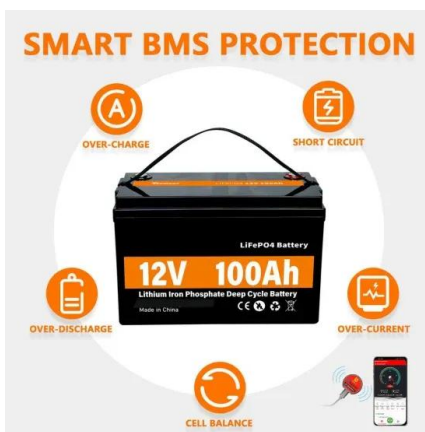 SMART BMS PROTECTION
OVER-CHARGE
SHORT CIRCUIT
LiFePO4 Battery
12V 100Ah
Lithium Iron Phosphate Deep Cycle Battery
Made in China
CE
OVER-DISCHARGE
OVER-CURRENT
CELL BALANCE